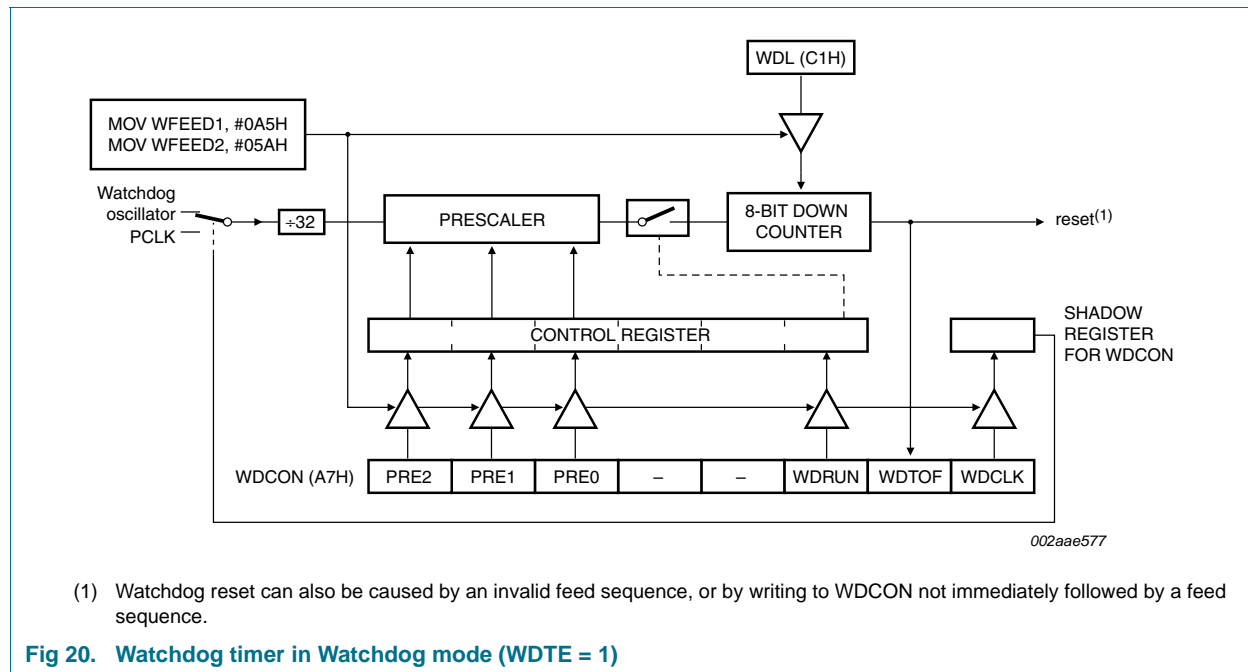 WDL (C1H)
MOV WFEED1, #0A5H
MOV WFEED2, #05AH
Watchdog
oscillator
PCLK
÷32
PRESCALER
8-BIT DOWN
COUNTER
reset(1)
CONTROL REGISTER
SHADOW
REGISTER
FOR WDCON
WDCON (A7H)
PRE2
PRE1
PRE0
–
–
WDRUN
WDTOF
WDCLK
002aae577
(1) Watchdog reset can also be caused by an invalid feed sequence, or by writing to WDCON not immediately followed by a feed
sequence.
Fig 20. Watchdog timer in Watchdog mode (WDTE = 1)